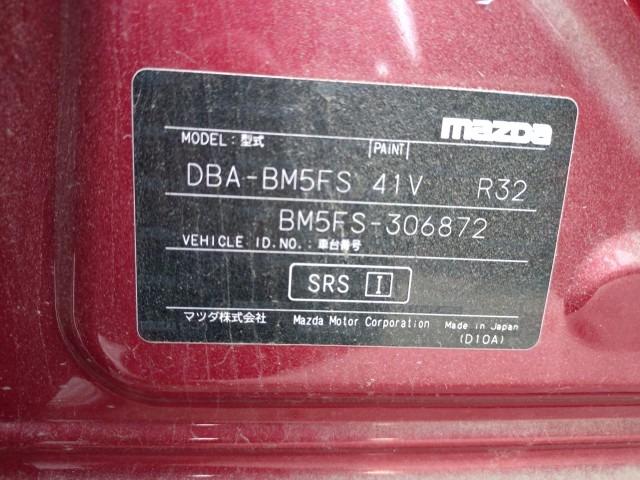 mazda
MODEL:型式 PAINT
DBA-BM5FS 41V R32
BM5FS-306872
VEHICLE ID.NO.:車台番号
SRS I
マツダ株式会社 Mazda Motor Corporation Made in Japan
(D10A)